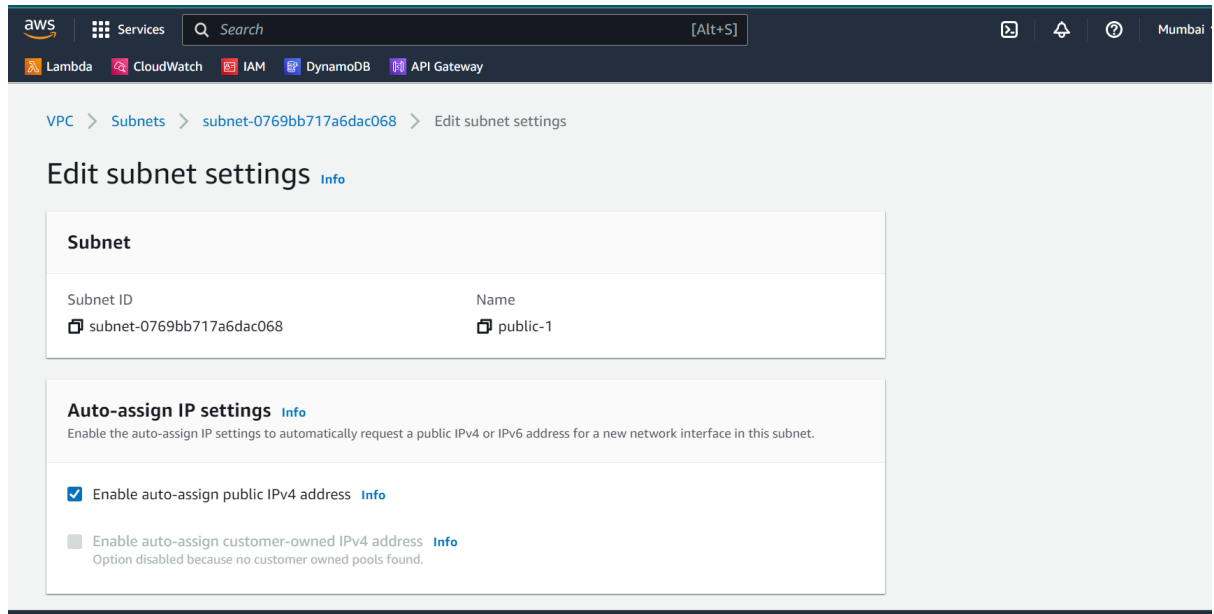 aws Services Search [Alt+S] Mumbai
Lambda CloudWatch IAM DynamoDB API Gateway
VPC > Subnets > subnet-0769bb717a6dac068 > Edit subnet settings
Edit subnet settings Info
Subnet
Subnet ID Name
subnet-0769bb717a6dac068 public-1
Auto-assign IP settings Info
Enable the auto-assign IP settings to automatically request a public IPv4 or IPv6 address for a new network interface in this subnet.
Enable auto-assign public IPv4 address Info
Enable auto-assign customer-owned IPv4 address Info
Option disabled because no customer owned pools found.